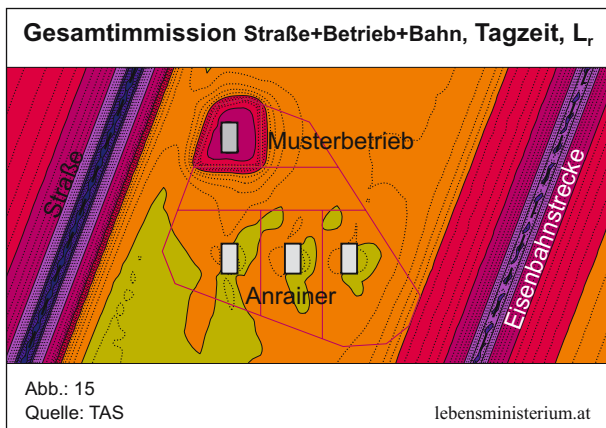 Gesamtimmission Straße+Betrieb+Bahn, Tagzeit, Lr
Musterbetrieb
Straße
Eisenbahnstrecke
Anrainer
Abb.: 15
Quelle: TAS
lebensministerium.at